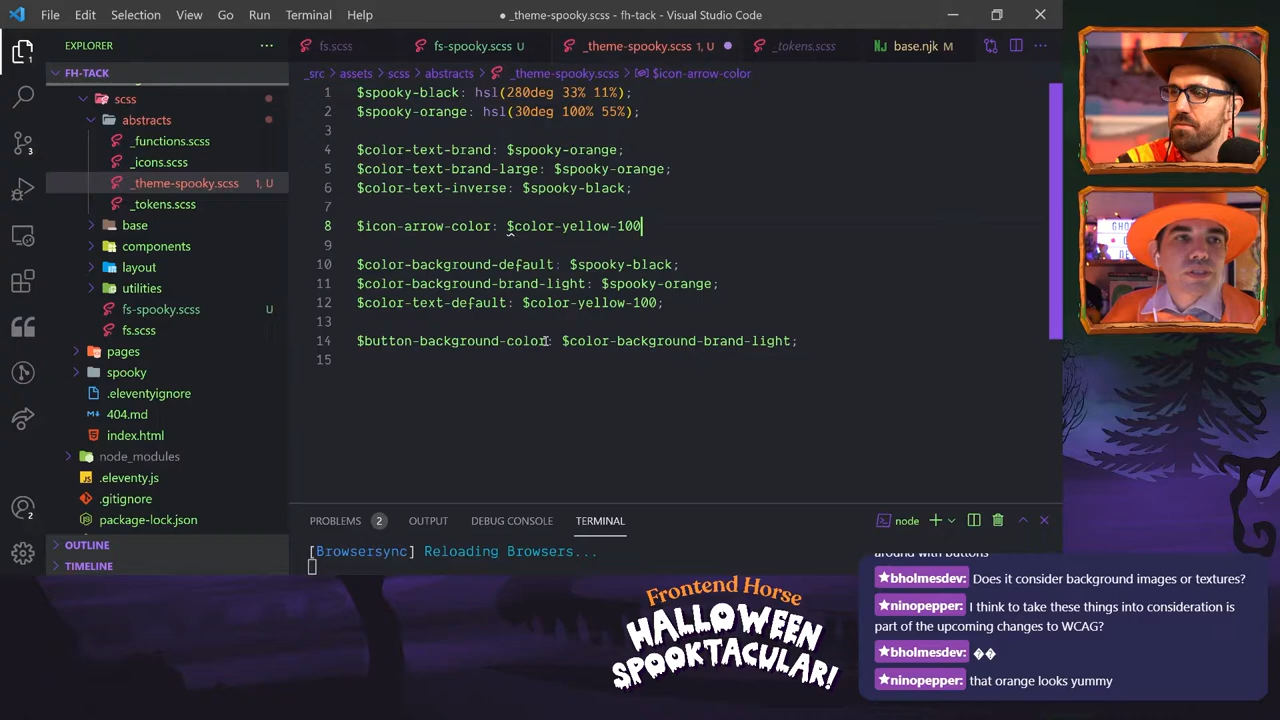 File Edit Selection View Go Run Terminal Help
● _theme-spooky.scss - fh-tack - Visual Studio Code
EXPLORER
fs.scss
fs-spooky.scss U
_theme-spooky.scss 1, U
_tokens.scss
base.njk M
FH-TACK
_src > assets > scss > abstracts > _theme-spooky.scss > $icon-arrow-color
scss
abstracts
_functions.scss
_icons.scss
_theme-spooky.scss 1, U
_tokens.scss
base
components
layout
utilities
fs-spooky.scss U
fs.scss
pages
spooky
.eleventyignore
404.md
index.html
node_modules
.eleventy.js
.gitignore
package-lock.json
OUTLINE
TIMELINE
1 $spooky-black: hsl(280deg 33% 11%);
2 $spooky-orange: hsl(30deg 100% 55%);
3
4 $color-text-brand: $spooky-orange;
5 $color-text-brand-large: $spooky-orange;
6 $color-text-inverse: $spooky-black;
7
8 $icon-arrow-color: $color-yellow-100
9
10 $color-background-default: $spooky-black;
11 $color-background-brand-light: $spooky-orange;
12 $color-text-default: $color-yellow-100;
13
14 $button-background-color: $color-background-brand-light;
15
PROBLEMS 2 OUTPUT DEBUG CONSOLE TERMINAL
node
[Browsersync] Reloading Browsers...
1
3
2
Frontend Horse
HALLOWEEN
SPOOKTACULAR!
around with buttons
bholmesdev: Does it consider background images or textures?
ninopepper: I think to take these things into consideration is
part of the upcoming changes to WCAG?
bholmesdev: ��
ninopepper: that orange looks yummy